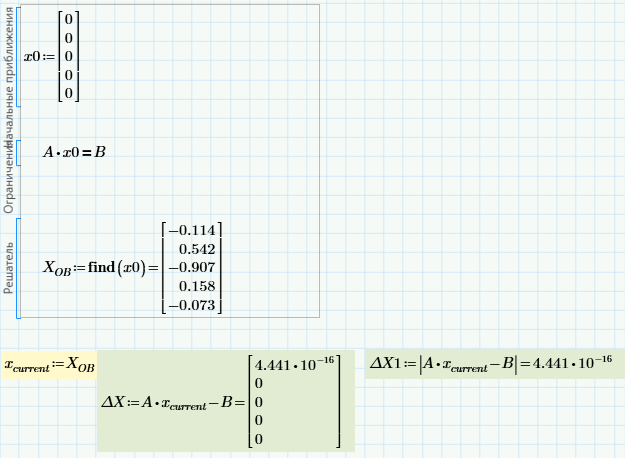 Начальные приближения
x0:=[0
0
0
0
0]
Ограничения
A·x0=B
Решатель
X_OB:=find(x0)=[-0.114
0.542
-0.907
0.158
-0.073]
x_current:=X_OB
ΔX:=A·x_current-B=[4.441·10^-16
0
0
0
0]
ΔX1:=|A·x_current-B|=4.441·10^-16